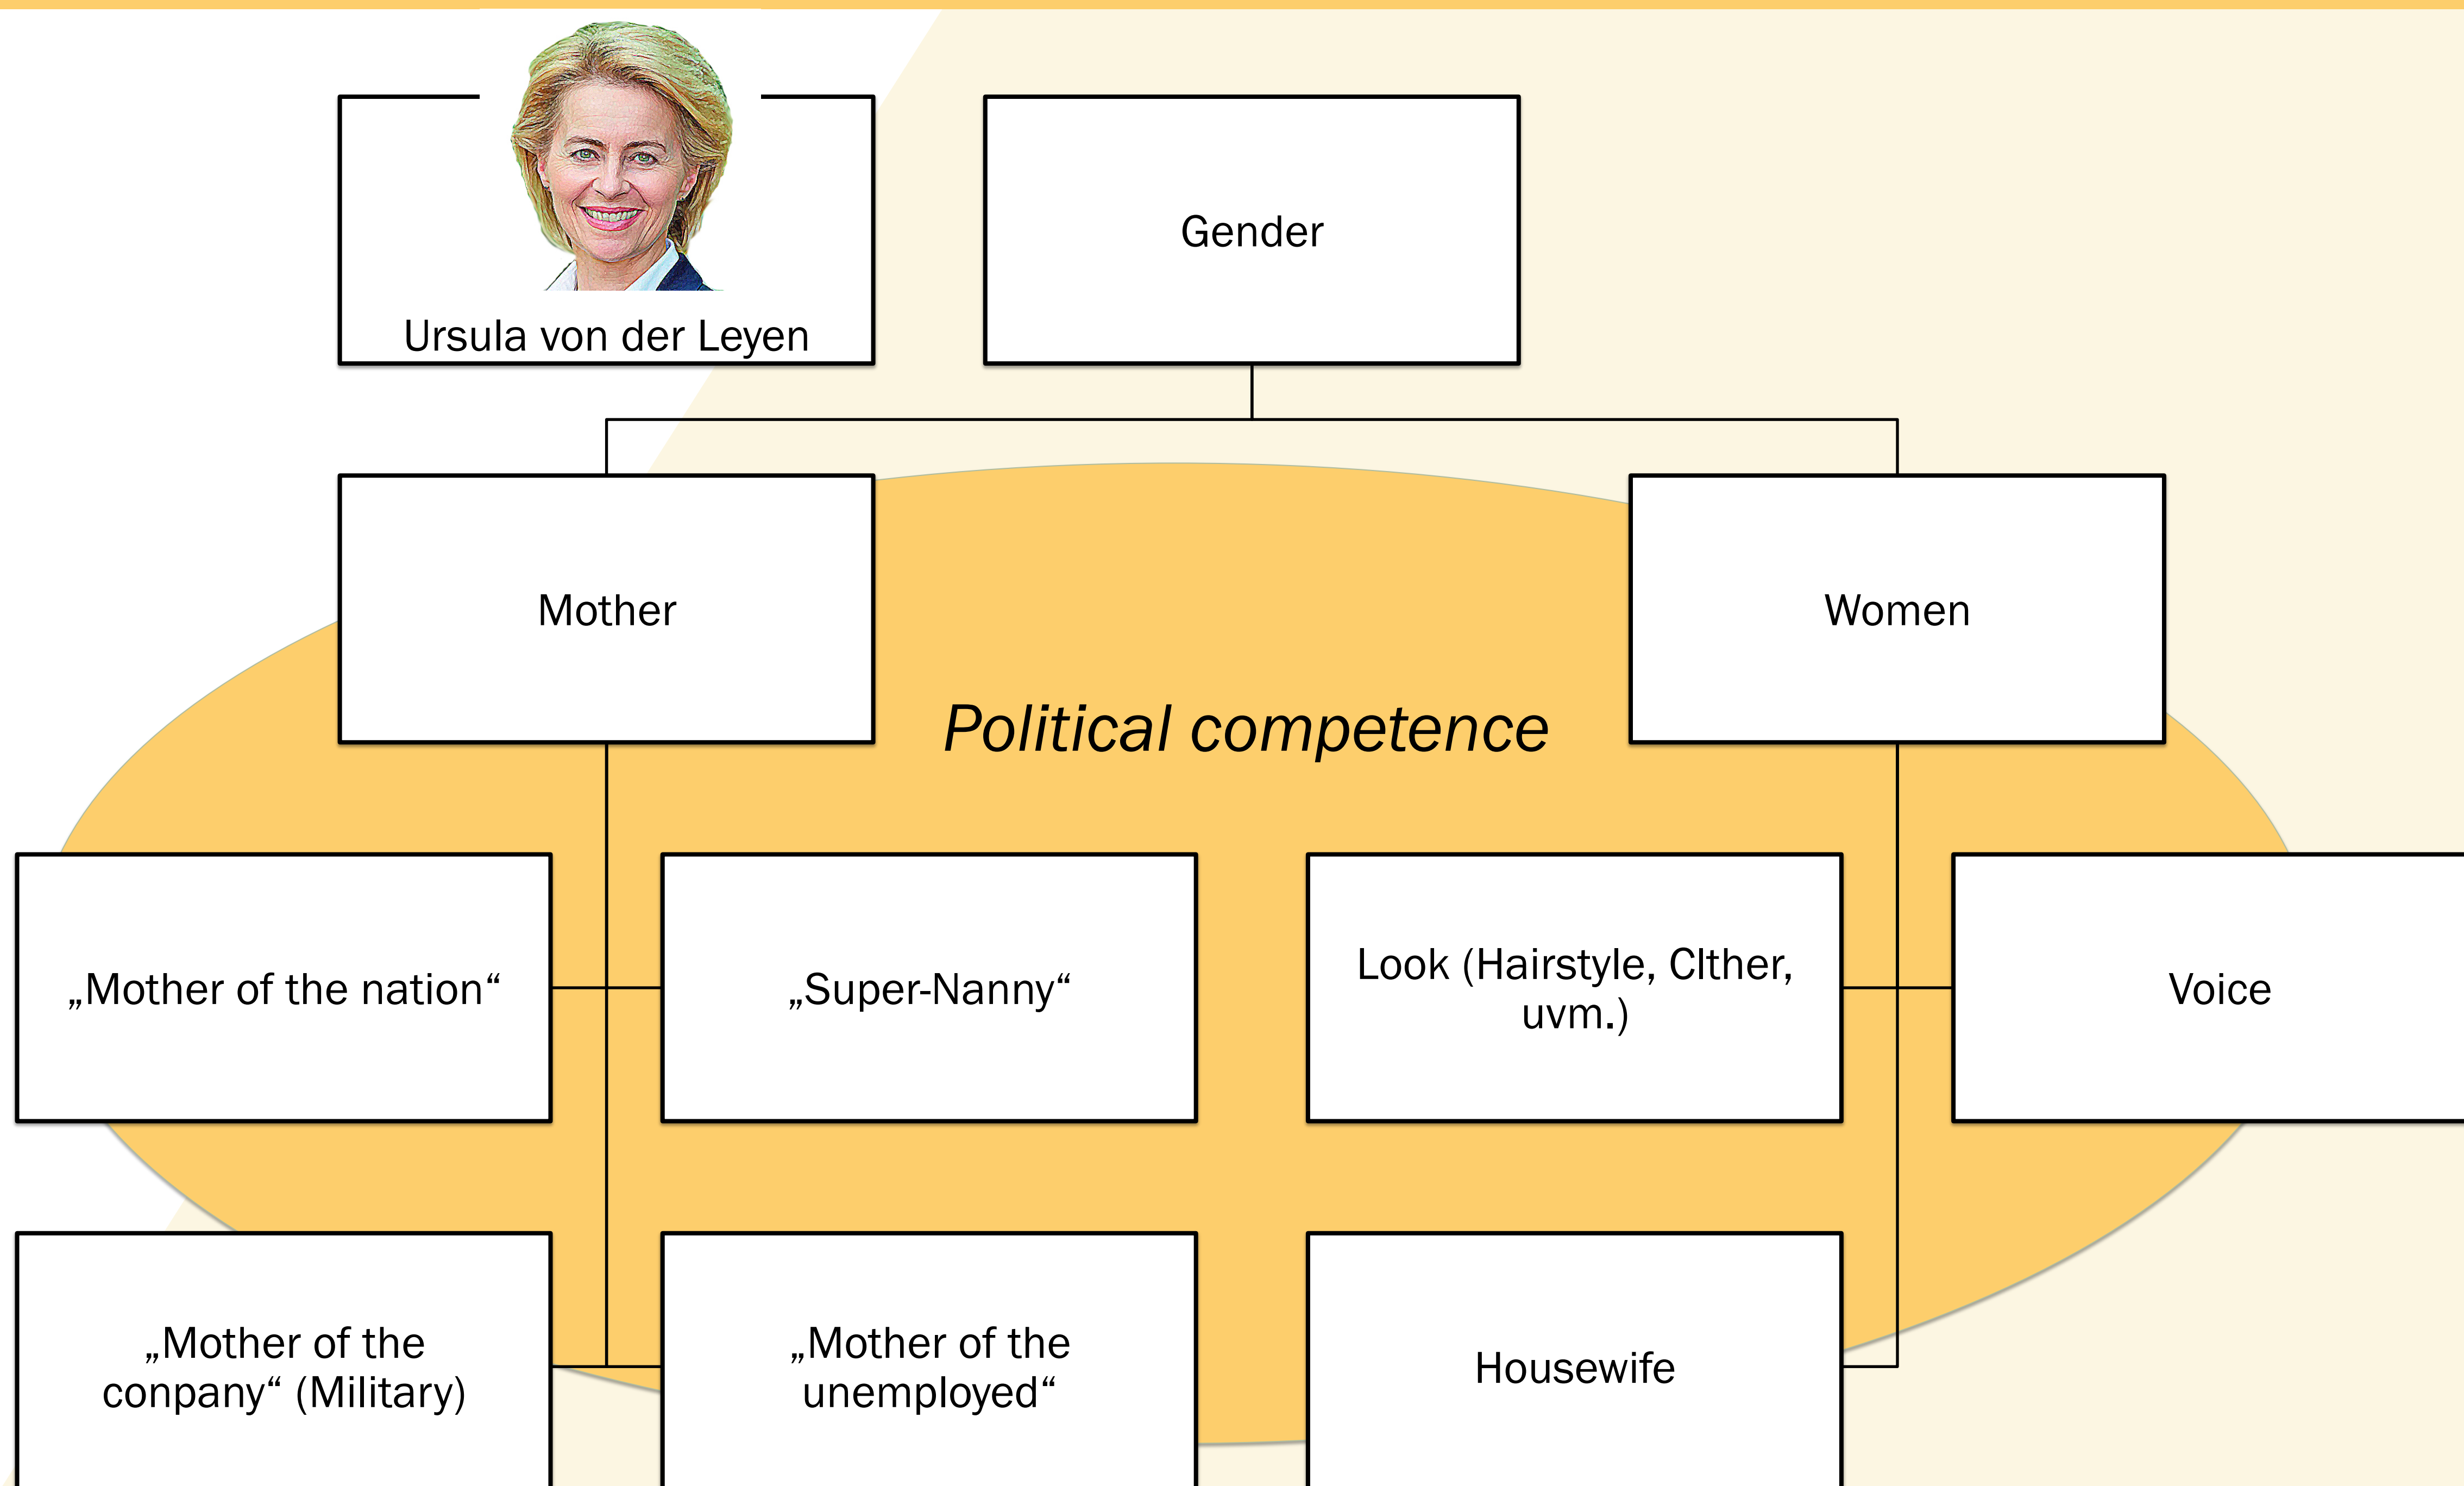 Ursula von der Leyen
Gender
Mother
Women
Political competence
„Mother of the nation“
„Super-Nanny“
Look (Hairstyle, Clther,
uvm.)
Voice
„Mother of the
conpany“ (Military)
„Mother of the
unemployed“
Housewife